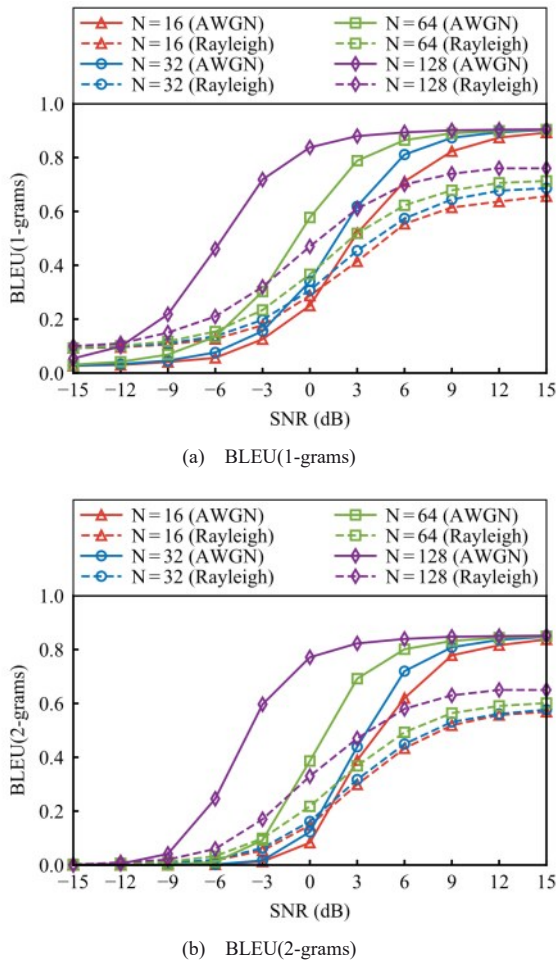 N = 16 (AWGN) N = 64 (AWGN)
N = 16 (Rayleigh) N = 64 (Rayleigh)
N = 32 (AWGN) N = 128 (AWGN)
N = 32 (Rayleigh) N = 128 (Rayleigh)
1.0
0.8
0.6
0.4
0.2
0.0
BLEU(1-grams)
−15 −12 −9 −6 −3 0 3 6 9 12 15
SNR (dB)
(a) BLEU(1-grams)
N = 16 (AWGN) N = 64 (AWGN)
N = 16 (Rayleigh) N = 64 (Rayleigh)
N = 32 (AWGN) N = 128 (AWGN)
N = 32 (Rayleigh) N = 128 (Rayleigh)
1.0
0.8
0.6
0.4
0.2
0.0
BLEU(2-grams)
−15 −12 −9 −6 −3 0 3 6 9 12 15
SNR (dB)
(b) BLEU(2-grams)